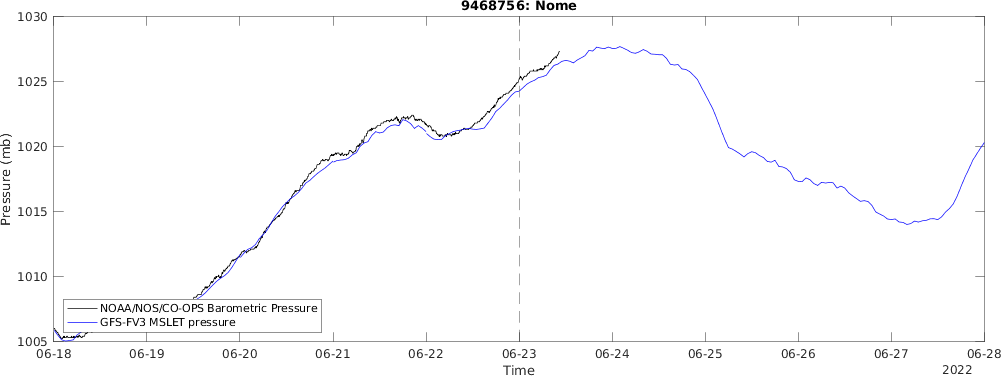 9468756: Nome
Pressure (mb)
1030
1025
1020
1015
1010
1005
NOAA/NOS/CO-OPS Barometric Pressure
GFS-FV3 MSLET pressure
06-18 06-19 06-20 06-21 06-22 06-23 06-24 06-25 06-26 06-27 06-28
Time
2022